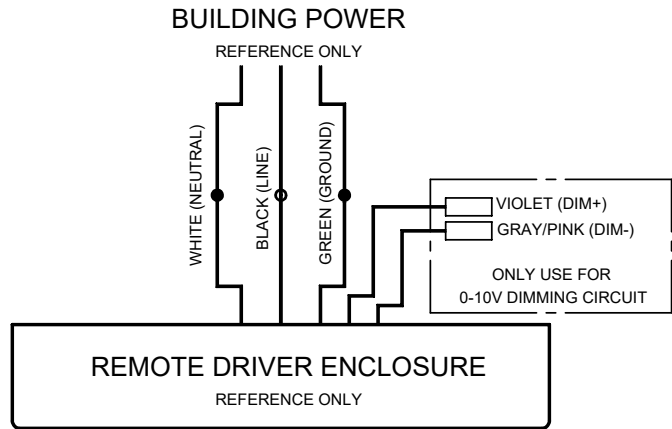 BUILDING POWER
REFERENCE ONLY
WHITE (NEUTRAL)
BLACK (LINE)
GREEN (GROUND)
VIOLET (DIM+)
GRAY/PINK (DIM-)
ONLY USE FOR
0-10V DIMMING CIRCUIT
REMOTE DRIVER ENCLOSURE
REFERENCE ONLY